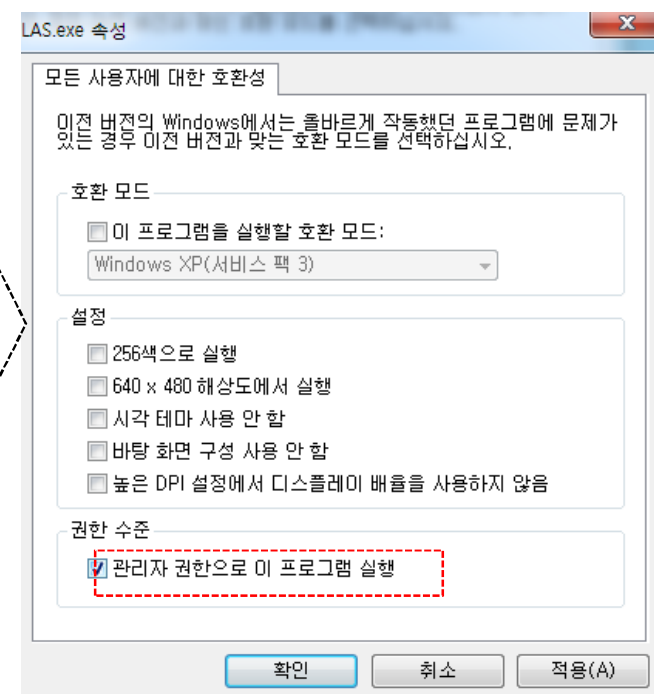 LAS.exe 속성
모든 사용자에 대한 호환성
이전 버전의 Windows에서는 올바르게 작동했던 프로그램에 문제가
있는 경우 이전 버전과 맞는 호환 모드를 선택하십시오.
호환 모드
이 프로그램을 실행할 호환 모드:
Windows XP(서비스 팩 3)
설정
256색으로 실행
640 x 480 해상도에서 실행
시각 테마 사용 안 함
바탕 화면 구성 사용 안 함
높은 DPI 설정에서 디스플레이 배율을 사용하지 않음
권한 수준
관리자 권한으로 이 프로그램 실행
확인
취소
적용(A)